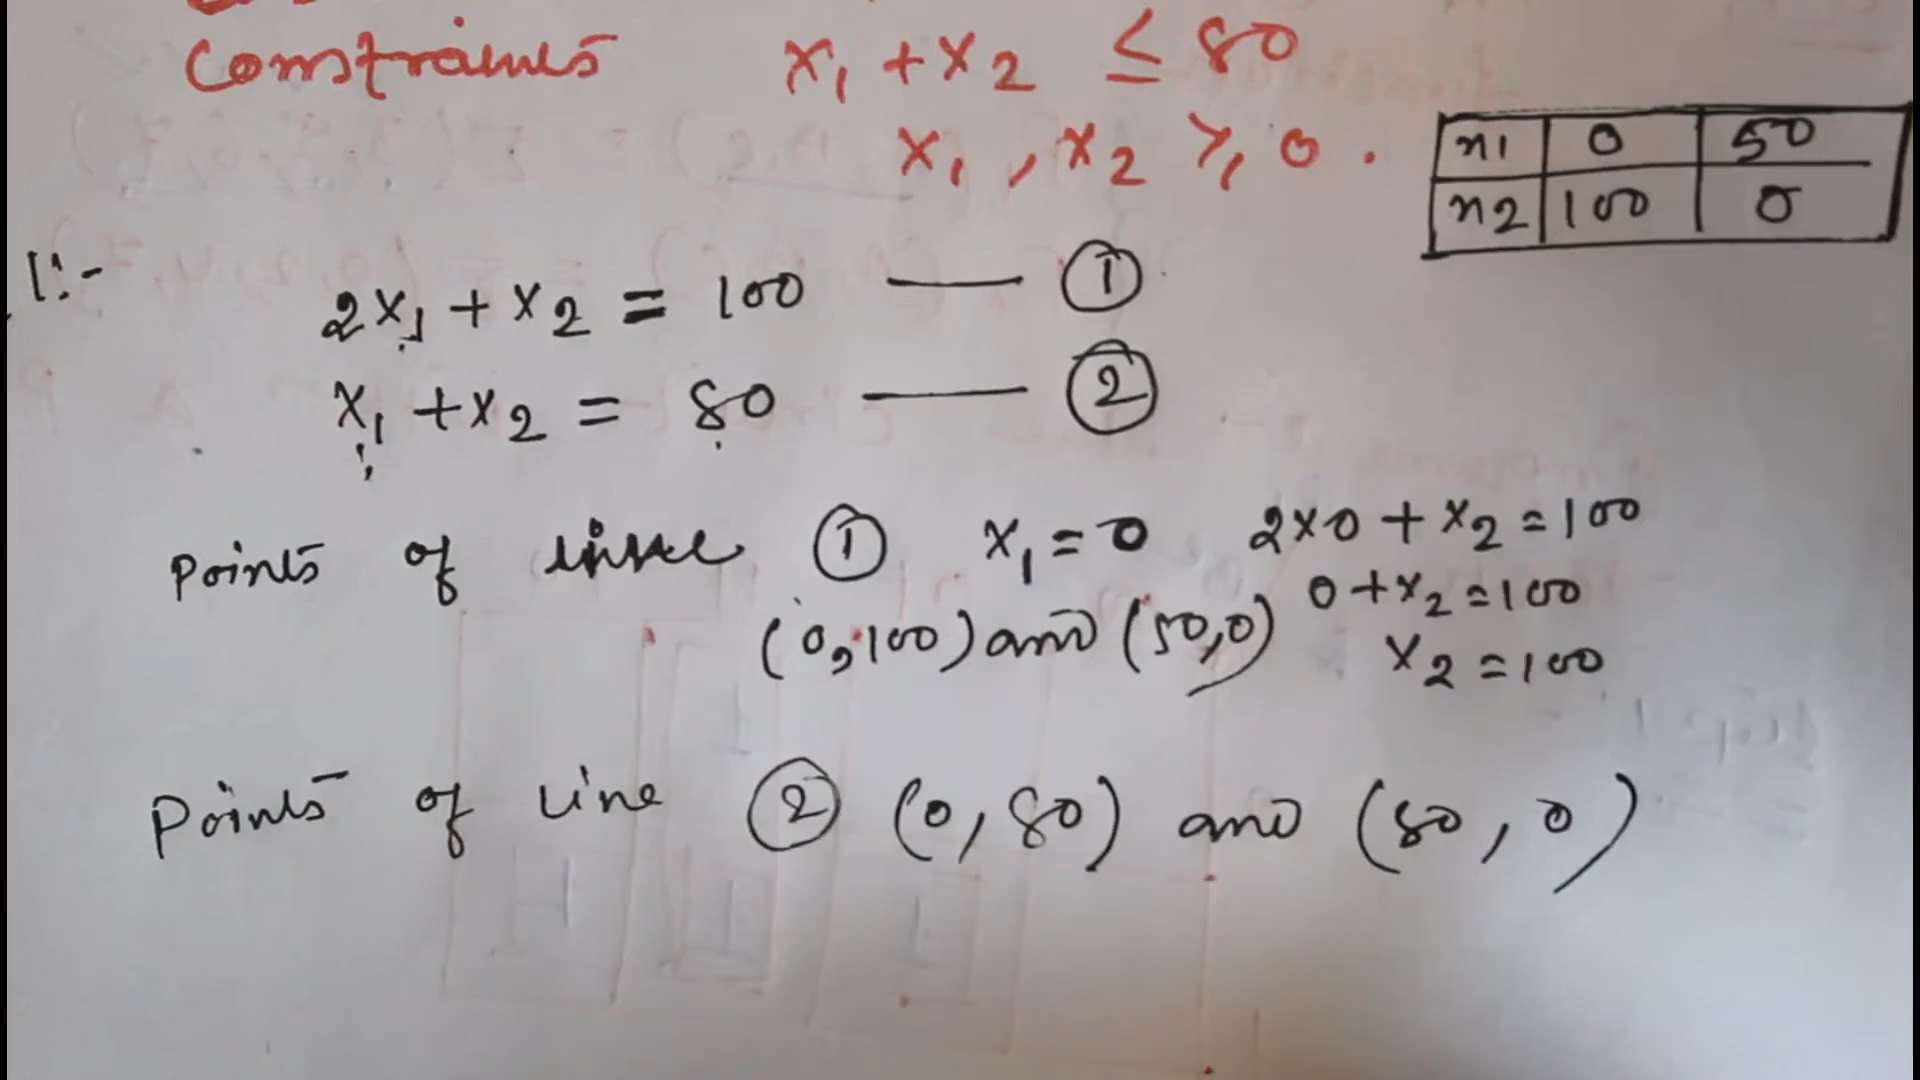 Constraints x₁ + x₂ ≤ 80
x₁, x₂ ≥ 0.
x1 0 50
x2 100 0
1:-
2x₁ + x₂ = 100 — ①
x₁ + x₂ = 80 — ②
Points of line ① x₁ = 0 2×0 + x₂ = 100
0 + x₂ = 100
(0, 100) and (50, 0)
x₂ = 100
Points of line ② (0, 80) and (80, 0)